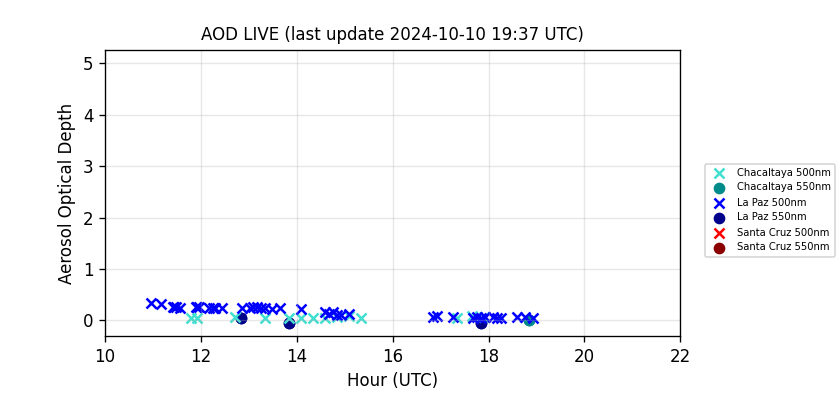 AOD LIVE (last update 2024-10-10 19:37 UTC)
Aerosol Optical Depth
5
4
3
2
1
0
10 12 14 16 18 20 22
Hour (UTC)
Chacaltaya 500nm
Chacaltaya 550nm
La Paz 500nm
La Paz 550nm
Santa Cruz 500nm
Santa Cruz 550nm